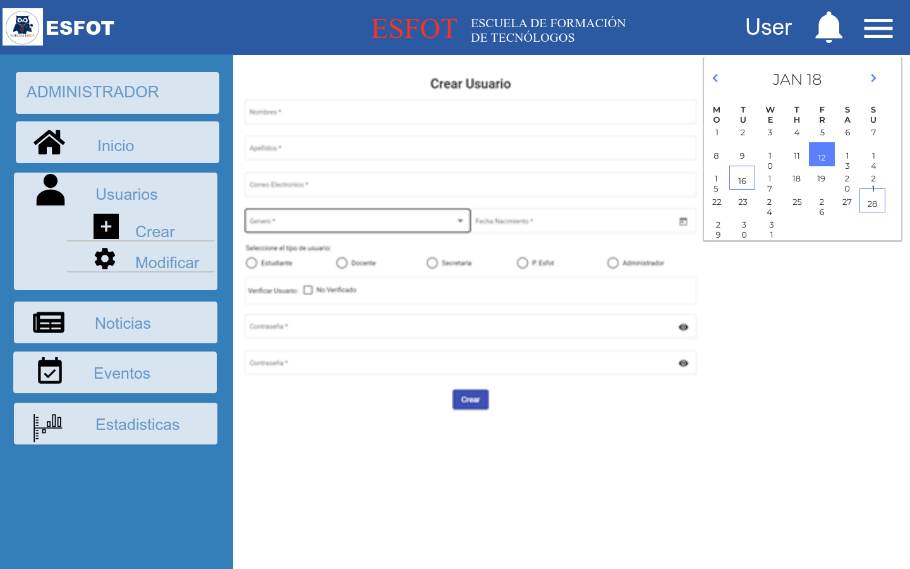 ESFOT
ESFOT
ESCUELA DE FORMACIÓN
DE TECNÓLOGOS
User
ADMINISTRADOR
Inicio
Usuarios
Crear
Modificar
Noticias
Eventos
Estadisticas
Crear Usuario
Nombres *
Apellidos *
Correo Electronico *
Genero *
Fecha Nacimiento *
Seleccione el tipo de usuario:
Estudiante
Docente
Secretaria
P. Esfot
Administrador
Verificar Usuario:
No Verificado
Contraseña *
Contraseña *
Crear
JAN 18
MO TU WE TH FR SA SU
1 2 3 4 5 6 7
8 9 10 11 12 13 14
15 16 17 18 19 20 21
22 23 24 25 26 27 28
29 30 31